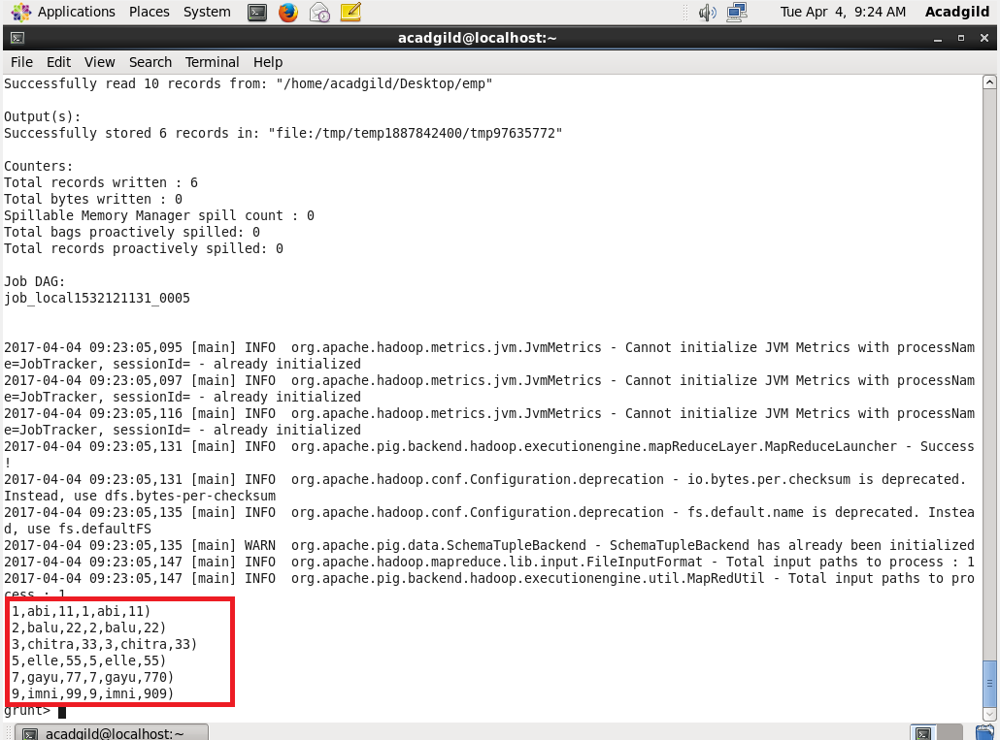 Applications Places System Tue Apr 4, 9:24 AM Acadgild
acadgild@localhost:~
File Edit View Search Terminal Help
Successfully read 10 records from: "/home/acadgild/Desktop/emp"
Output(s):
Successfully stored 6 records in: "file:/tmp/temp1887842400/tmp97635772"
Counters:
Total records written : 6
Total bytes written : 0
Spillable Memory Manager spill count : 0
Total bags proactively spilled: 0
Total records proactively spilled: 0
Job DAG:
job_local1532121131_0005
2017-04-04 09:23:05,095 [main] INFO  org.apache.hadoop.metrics.jvm.JvmMetrics - Cannot initialize JVM Metrics with processNam
e=JobTracker, sessionId= - already initialized
2017-04-04 09:23:05,097 [main] INFO  org.apache.hadoop.metrics.jvm.JvmMetrics - Cannot initialize JVM Metrics with processNam
e=JobTracker, sessionId= - already initialized
2017-04-04 09:23:05,116 [main] INFO  org.apache.hadoop.metrics.jvm.JvmMetrics - Cannot initialize JVM Metrics with processNam
e=JobTracker, sessionId= - already initialized
2017-04-04 09:23:05,131 [main] INFO  org.apache.pig.backend.hadoop.executionengine.mapReduceLayer.MapReduceLauncher - Success
!
2017-04-04 09:23:05,131 [main] INFO  org.apache.hadoop.conf.Configuration.deprecation - io.bytes.per.checksum is deprecated.
Instead, use dfs.bytes-per-checksum
2017-04-04 09:23:05,135 [main] INFO  org.apache.hadoop.conf.Configuration.deprecation - fs.default.name is deprecated. Instea
d, use fs.defaultFS
2017-04-04 09:23:05,135 [main] WARN  org.apache.pig.data.SchemaTupleBackend - SchemaTupleBackend has already been initialized
2017-04-04 09:23:05,147 [main] INFO  org.apache.hadoop.mapreduce.lib.input.FileInputFormat - Total input paths to process : 1
2017-04-04 09:23:05,147 [main] INFO  org.apache.pig.backend.hadoop.executionengine.util.MapRedUtil - Total input paths to pro
cess : 1
1,abi,11,1,abi,11)
2,balu,22,2,balu,22)
3,chitra,33,3,chitra,33)
5,elle,55,5,elle,55)
7,gayu,77,7,gayu,770)
9,imni,99,9,imni,909)
grunt>
acadgild@localhost:~